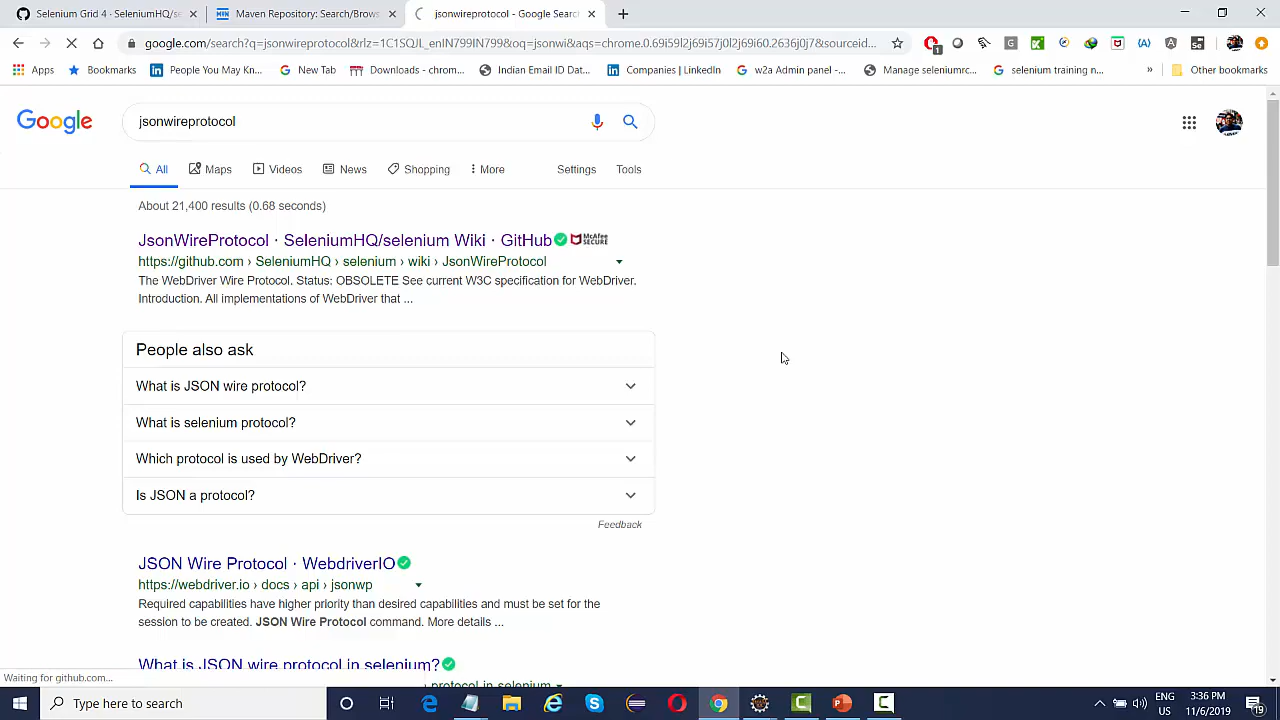 Selenium Grid 4 - SeleniumHQ/se
Maven Repository: Search/Brows
jsonwireprotocol - Google Search
google.com/search?q=jsonwireprotocol&rlz=1C1SQJL_enIN799IN798&oq=jsonwi&aqs=chrome.0.69i59l2j69i57j0l2j69i60.2636j0j7&sourceid...
Apps
Bookmarks
People You May Kn...
New Tab
Downloads - chrom...
Indian Email ID Dat...
Companies | LinkedIn
w2a Admin panel -...
Manage seleniumrc...
selenium training n...
»
Other bookmarks
Google
jsonwireprotocol
All
Maps
Videos
News
Shopping
More
Settings
Tools
About 21,400 results (0.68 seconds)
JsonWireProtocol · SeleniumHQ/selenium Wiki · GitHub
McAfee SECURE
https://github.com › SeleniumHQ › selenium › wiki › JsonWireProtocol
The WebDriver Wire Protocol. Status: OBSOLETE See current W3C specification for WebDriver.
Introduction. All implementations of WebDriver that ...
People also ask
What is JSON wire protocol?
What is selenium protocol?
Which protocol is used by WebDriver?
Is JSON a protocol?
Feedback
JSON Wire Protocol · WebdriverIO
https://webdriver.io › docs › api › jsonwp
Required capabilities have higher priority than desired capabilities and must be set for the
session to be created. JSON Wire Protocol command. More details ...
What is JSON wire protocol in selenium?
protocol-in-selenium
Waiting for github.com...
Type here to search
ENG
US
3:36 PM
11/6/2019
19